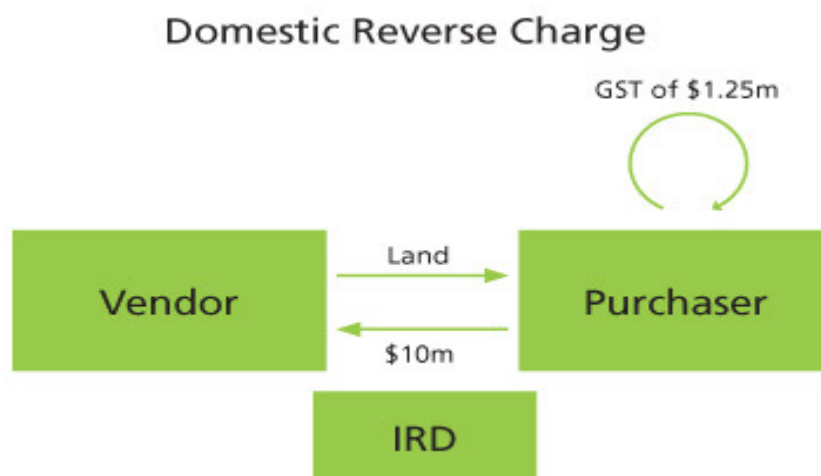 Domestic Reverse Charge
GST of $1.25m
Vendor
Land
$10m
Purchaser
IRD